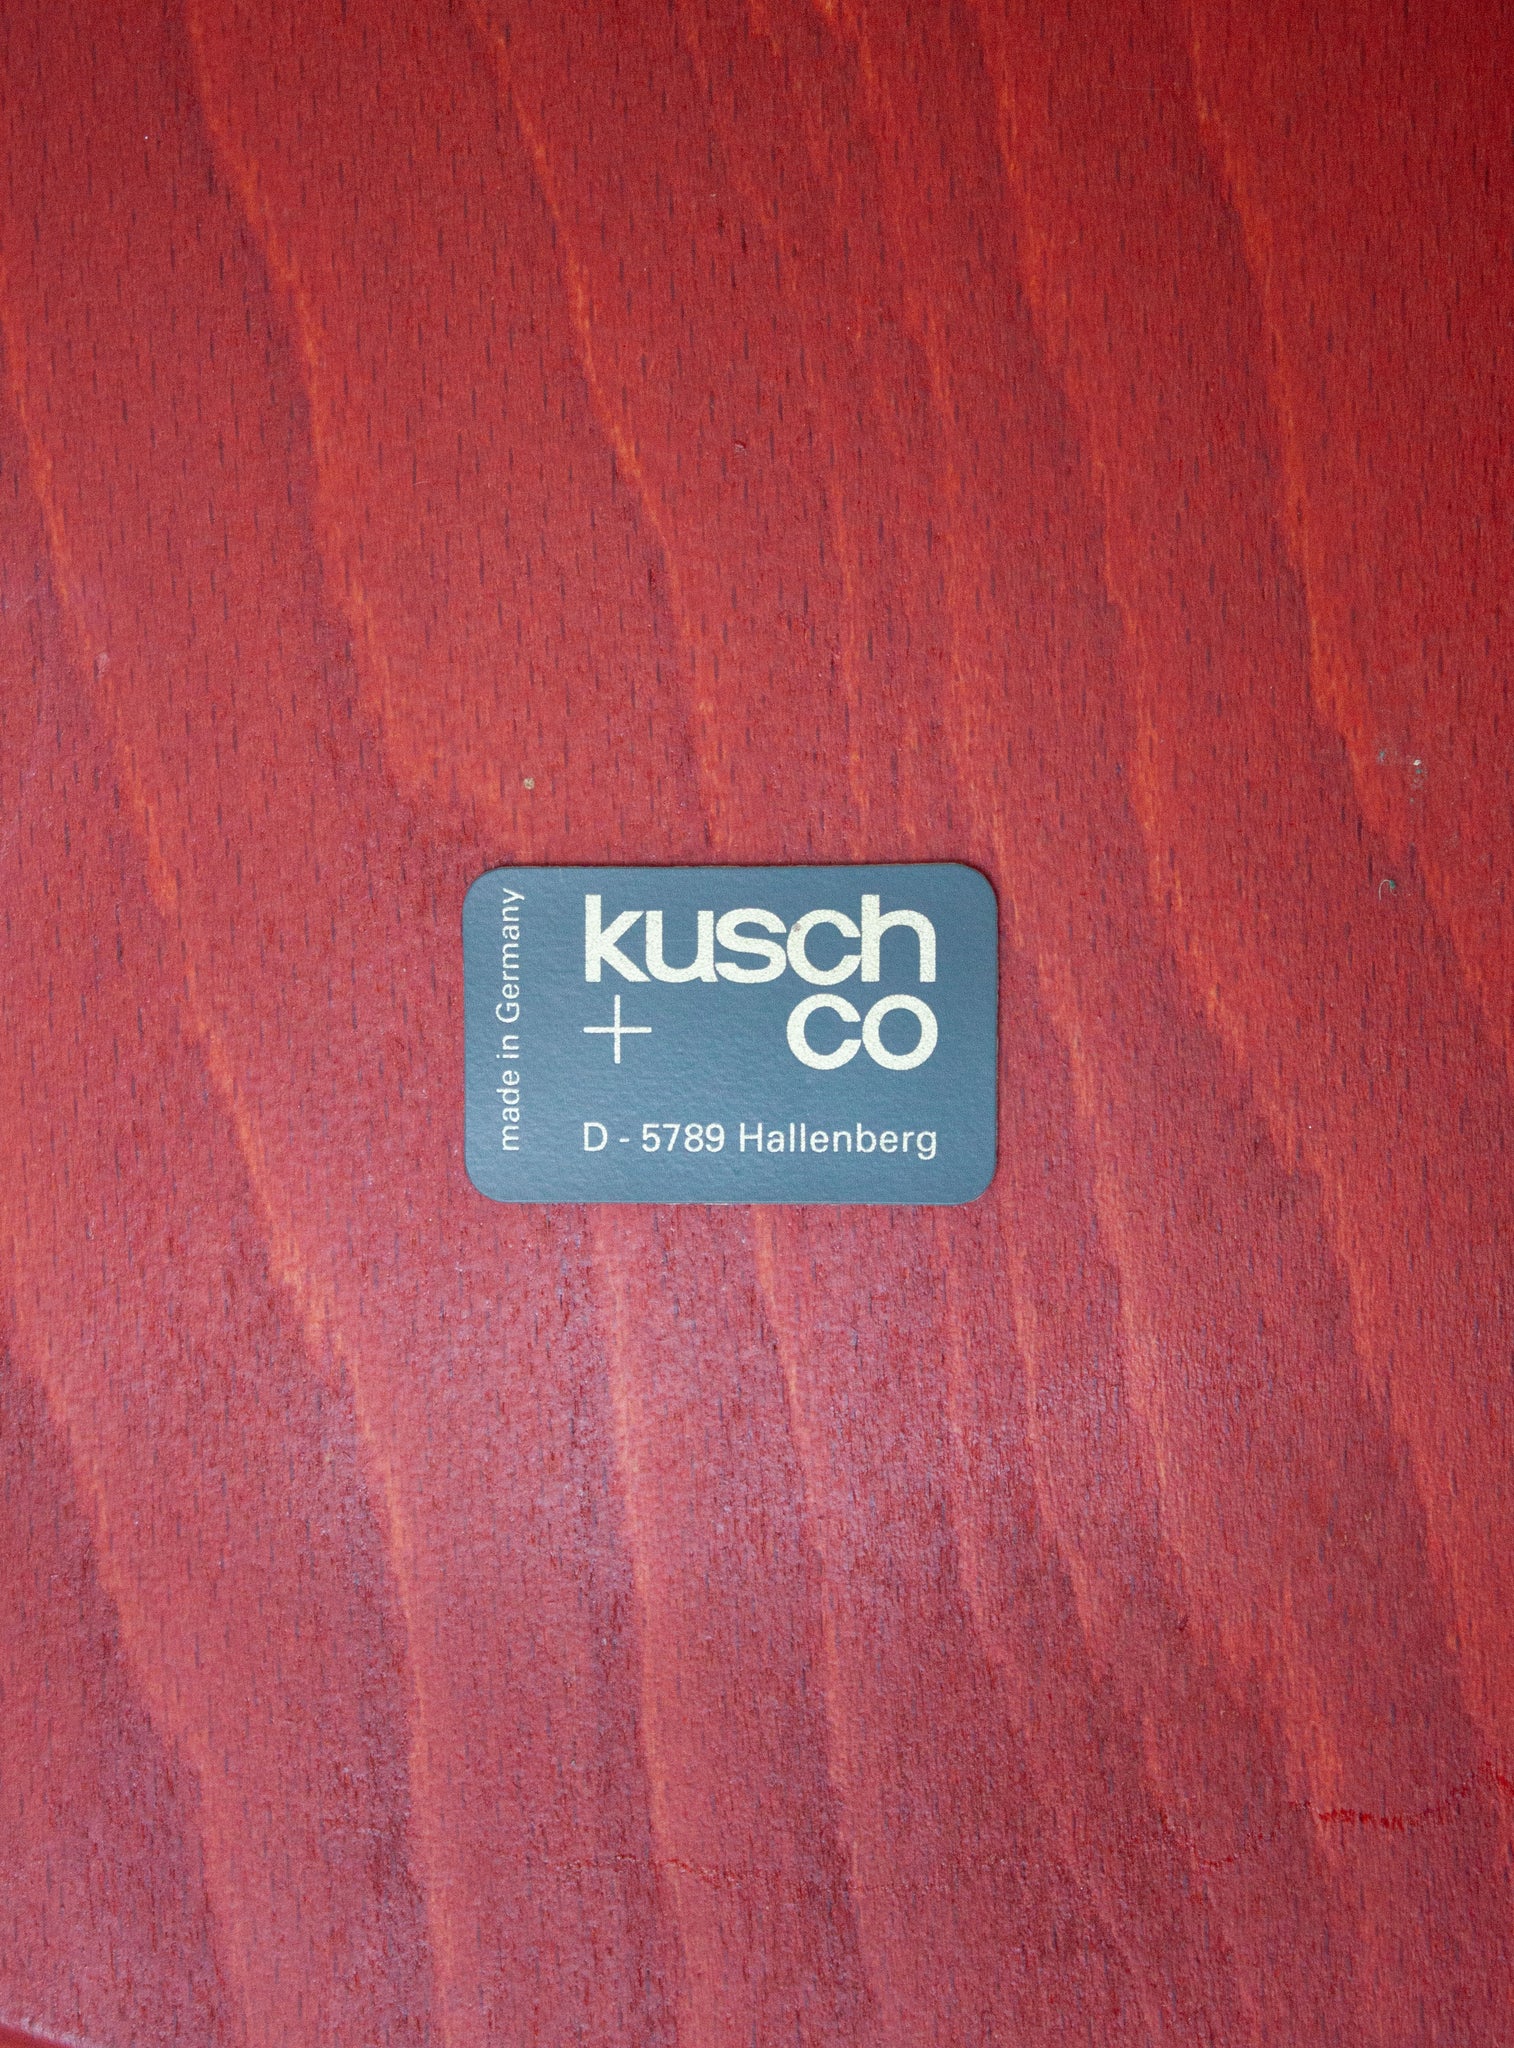 made in Germany
kusch
+ co
D - 5789 Hallenberg